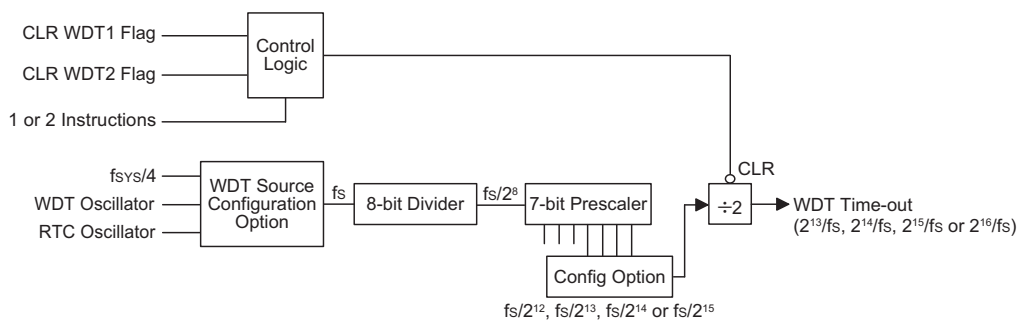 CLR WDT1 Flag
CLR WDT2 Flag
1 or 2 Instructions
Control
Logic
fSYS/4
WDT Oscillator
RTC Oscillator
WDT Source
Configuration
Option
fS
8-bit Divider
fS/2⁸
7-bit Prescaler
Config Option
fS/2¹², fS/2¹³, fS/2¹⁴ or fS/2¹⁵
CLR
÷2
WDT Time-out
(2¹³/fS, 2¹⁴/fS, 2¹⁵/fS or 2¹⁶/fS)